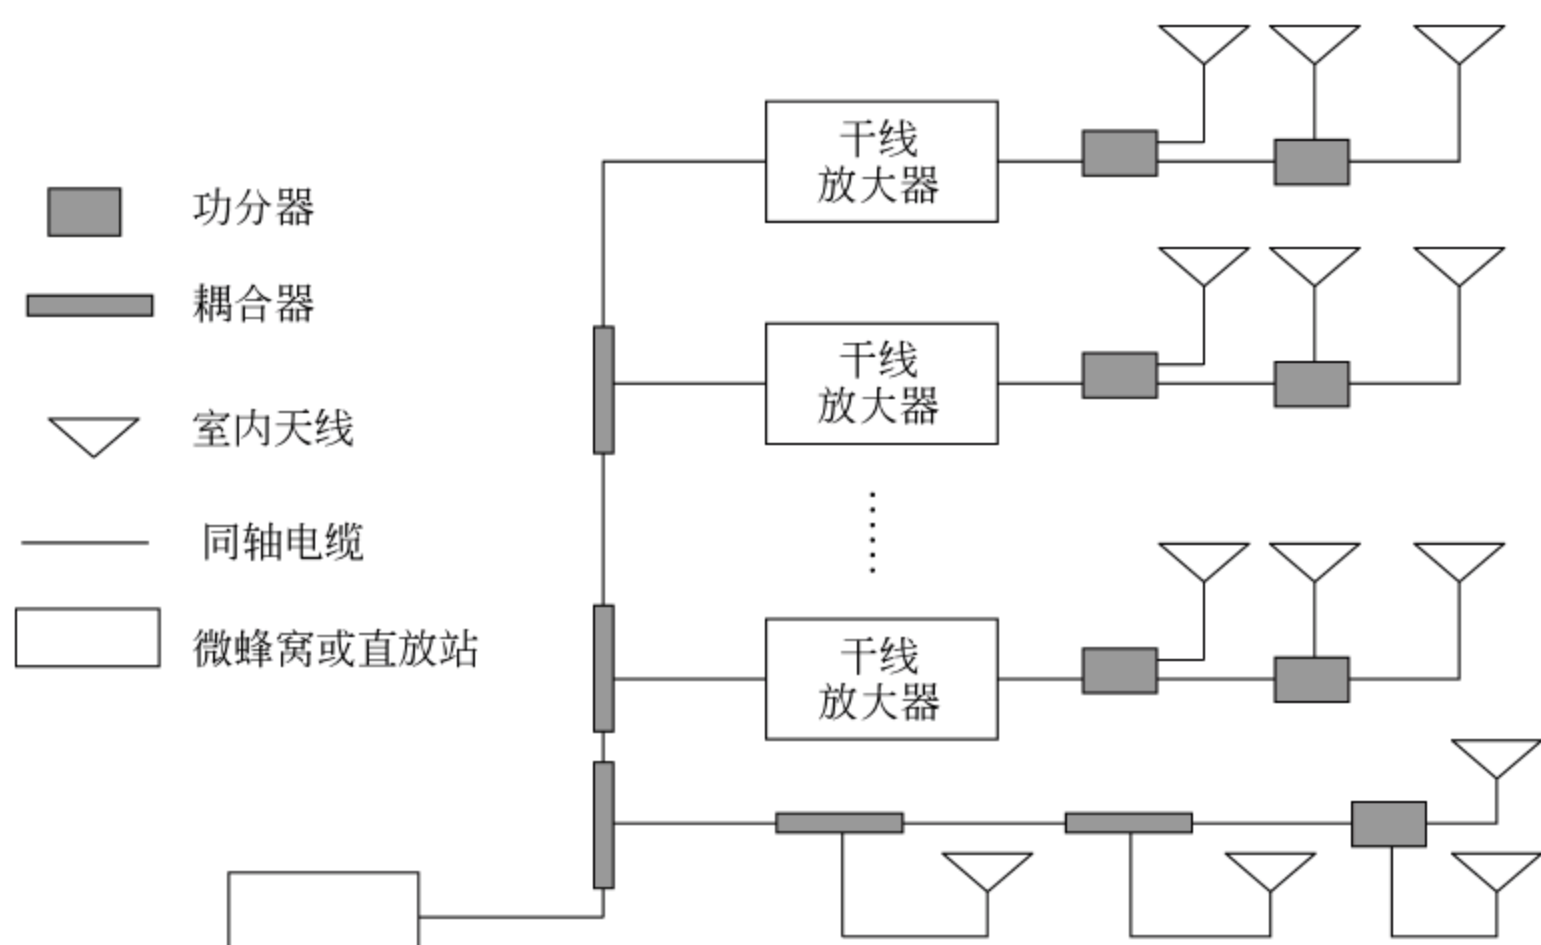 干线
放大器
功分器
耦合器
干线
放大器
室内天线
同轴电缆
微蜂窝或直放站
干线
放大器